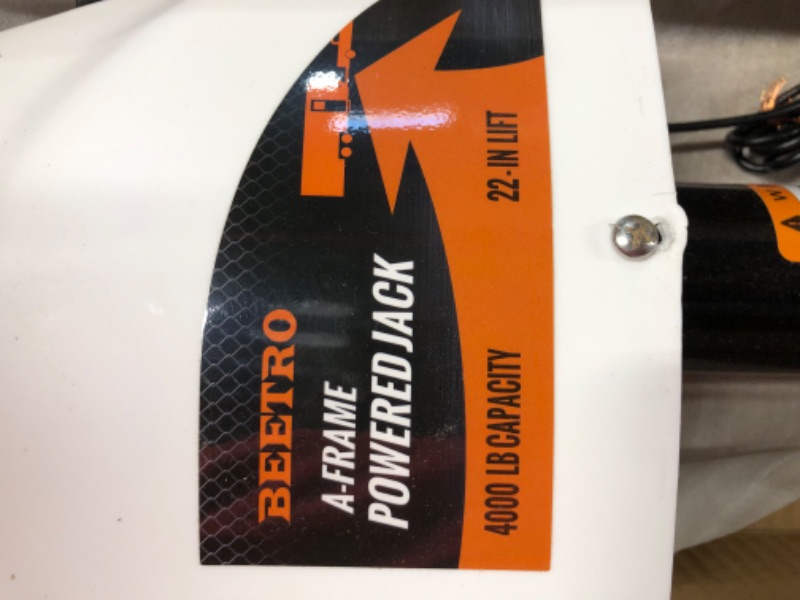 BEETRO
A-FRAME
POWERED JACK
4000 LB CAPACITY
22-IN LIFT